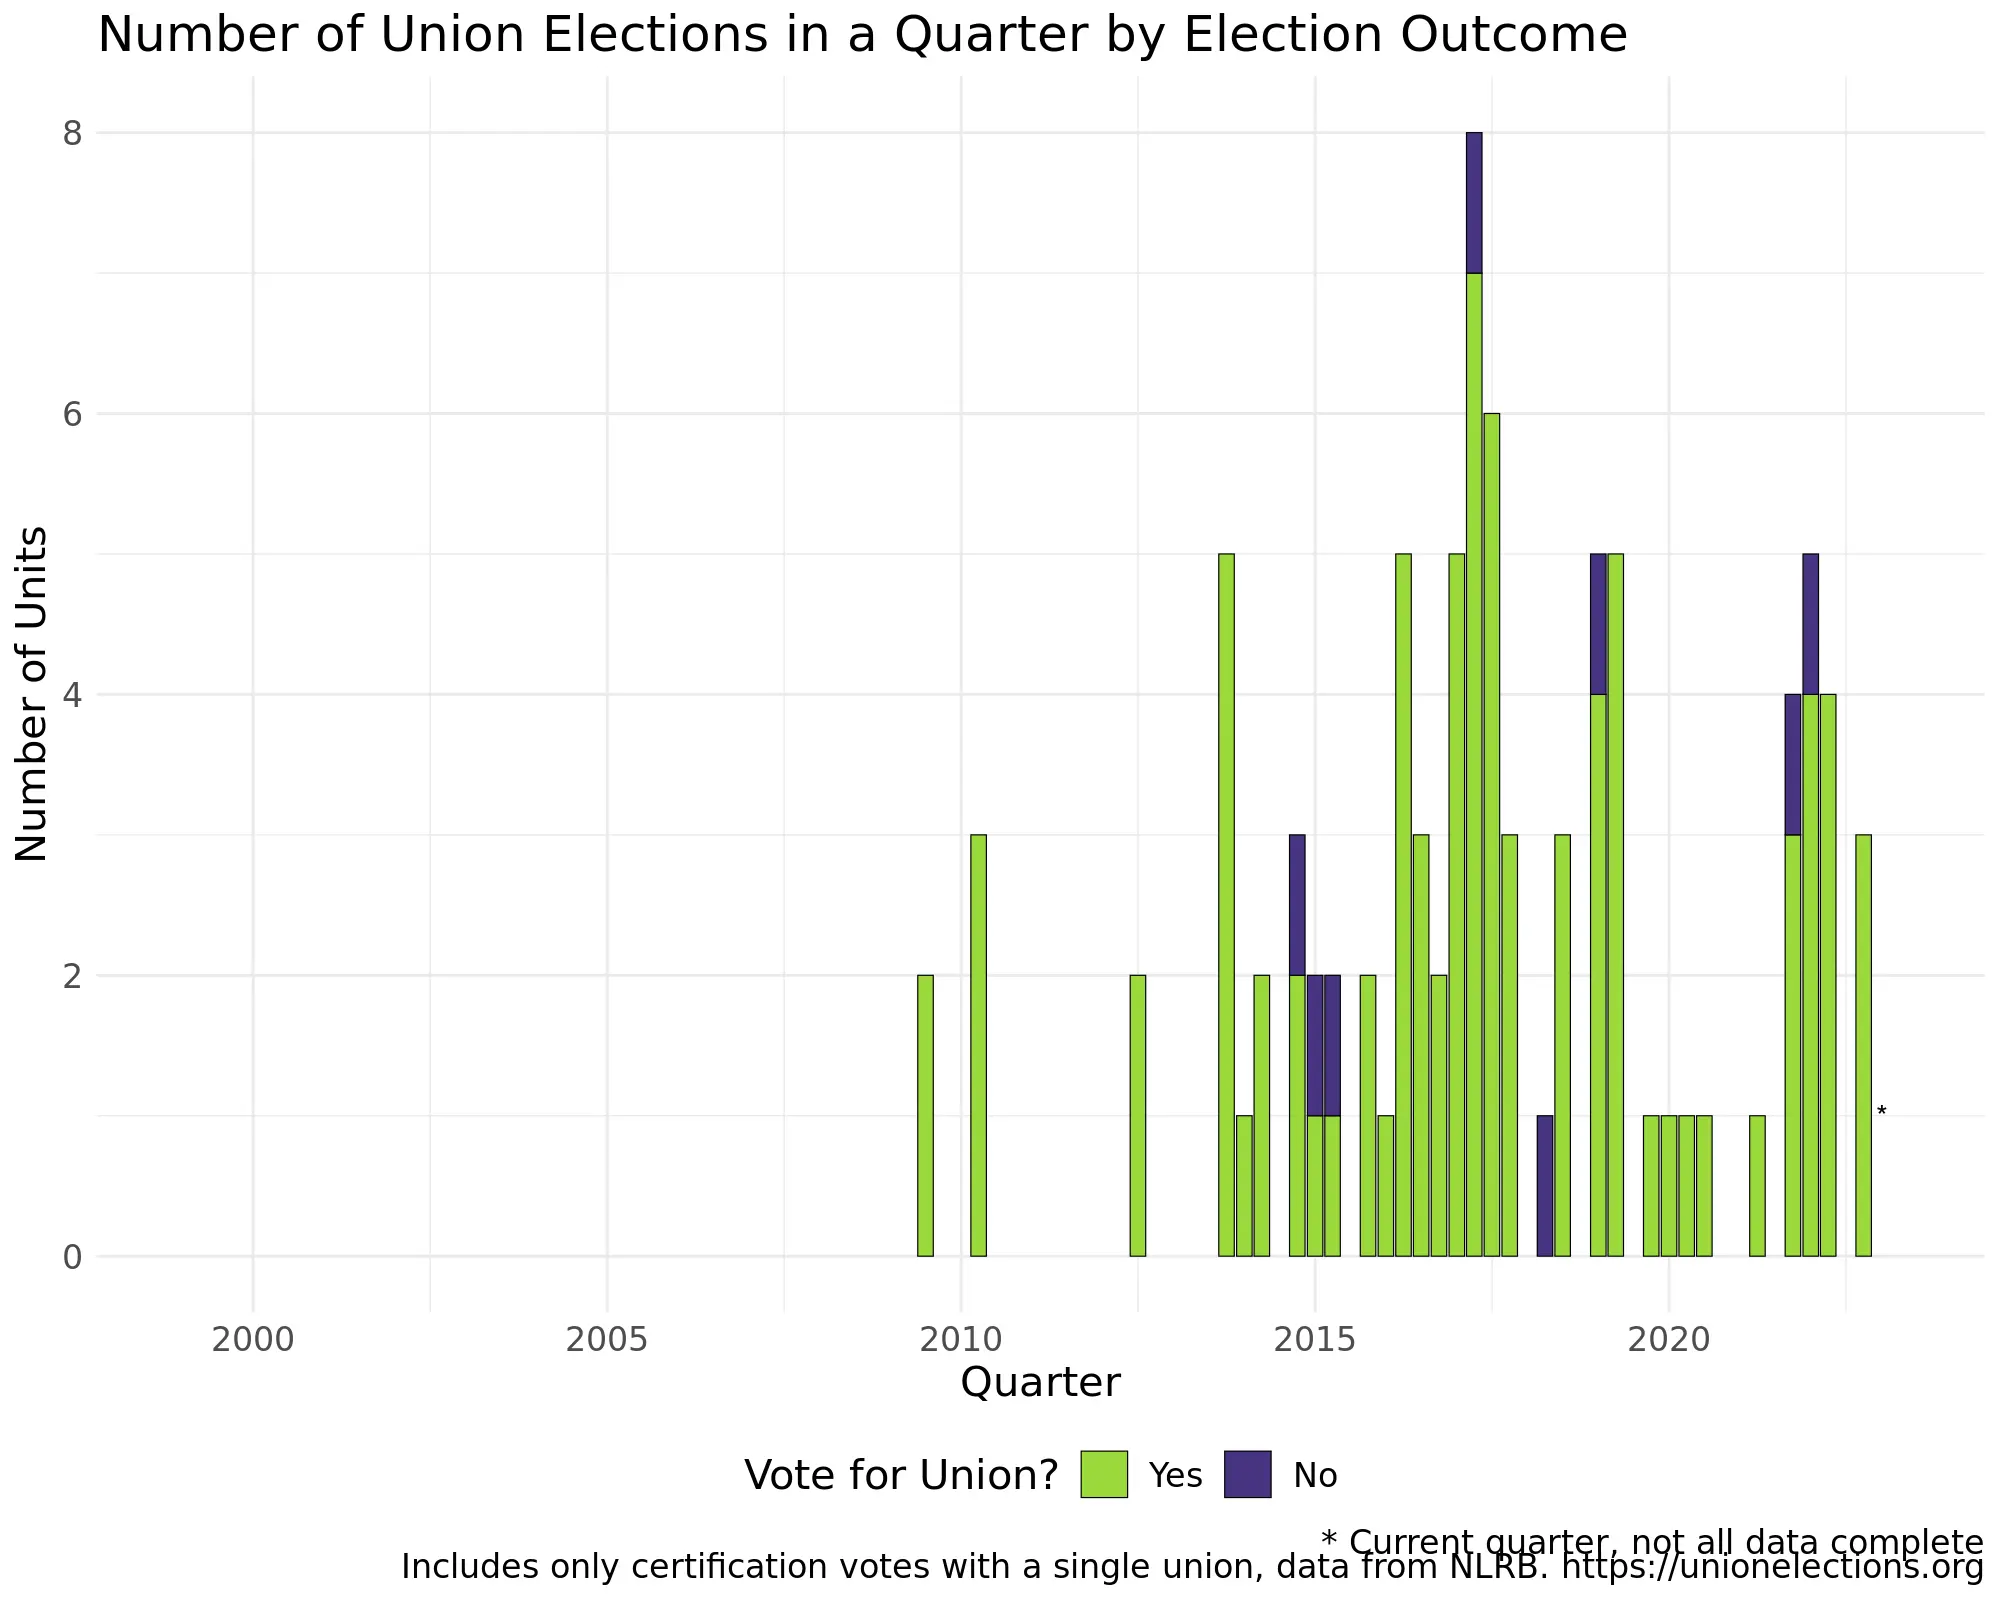 Number of Union Elections in a Quarter by Election Outcome
8
6
4
2
0
Number of Units
*
2000 2005 2010 2015 2020
Quarter
Vote for Union? Yes No
* Current quarter, not all data complete
Includes only certification votes with a single union, data from NLRB. https://unionelections.org